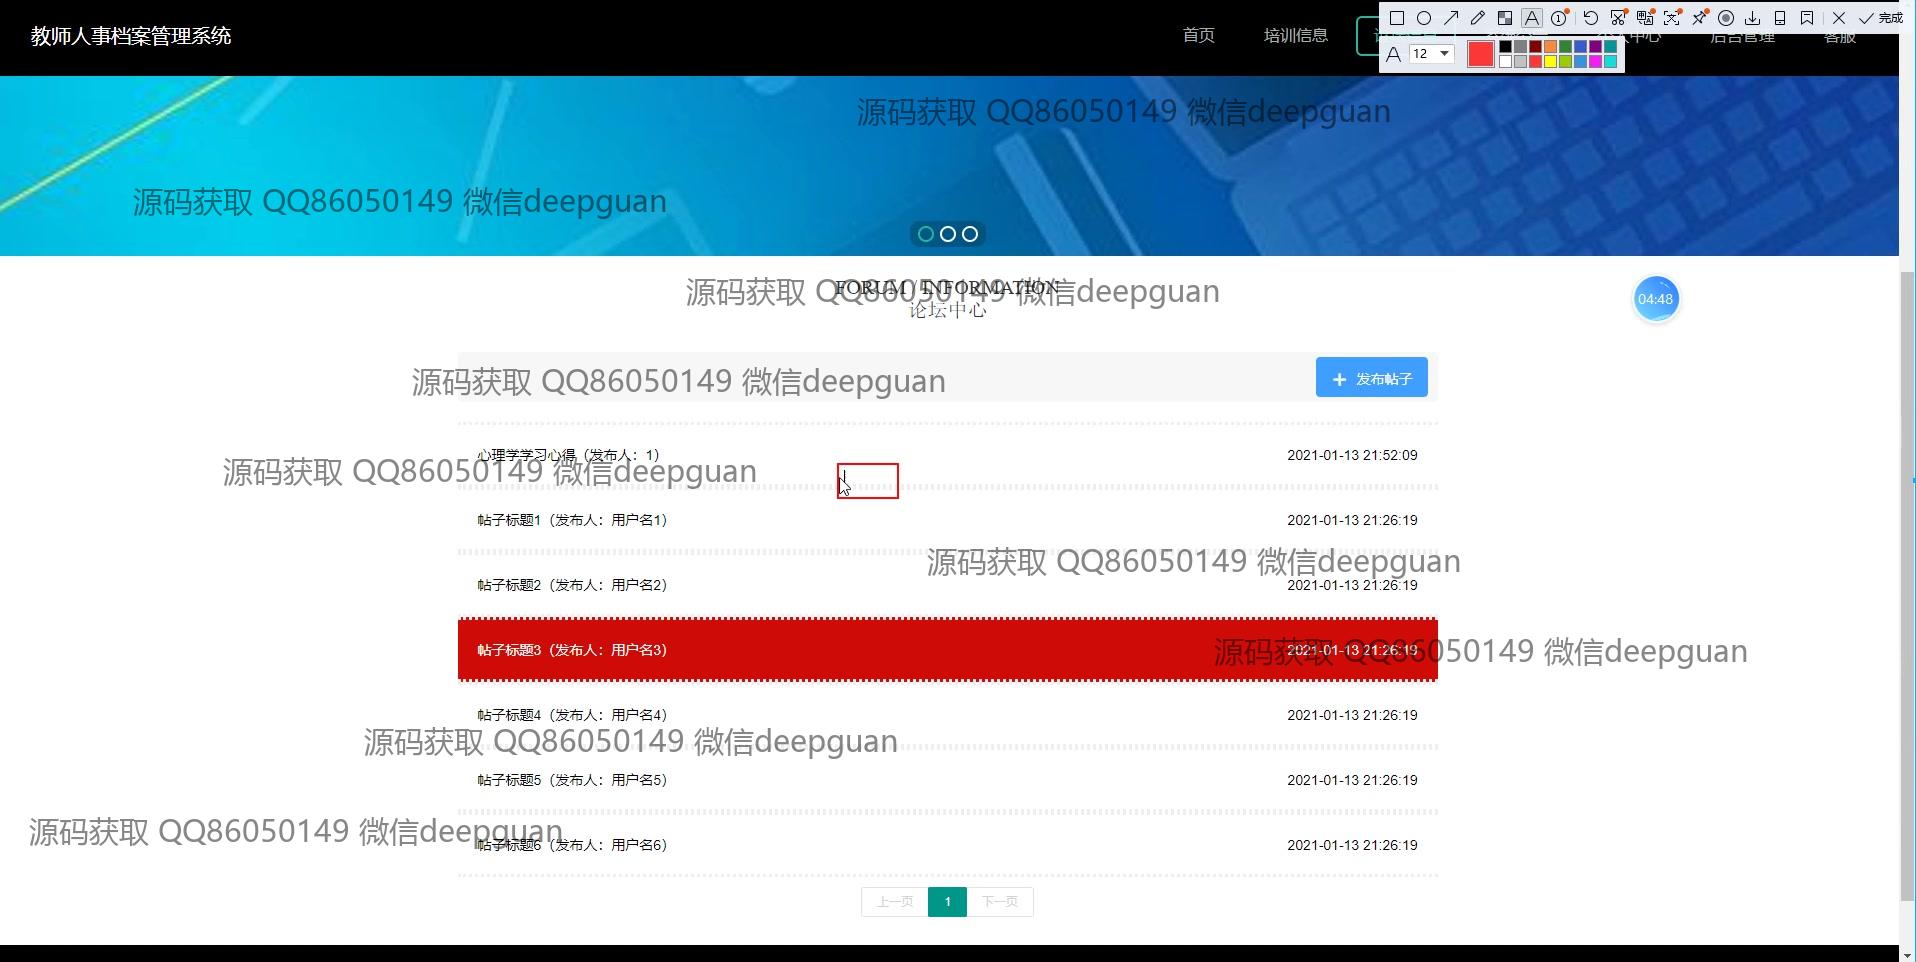 教师人事档案管理系统
首页
培训信息
个人中心
后台管理
客服
完成
A 12
源码获取 QQ86050149 微信deepguan
源码获取 QQ86050149 微信deepguan
源码获取 QQ86050149 微信deepguan
FORUM INFORMATION
论坛中心
04:48
源码获取 QQ86050149 微信deepguan
发布帖子
心理学学习心得（发布人：1） 2021-01-13 21:52:09
源码获取 QQ86050149 微信deepguan
帖子标题1（发布人：用户名1） 2021-01-13 21:26:19
源码获取 QQ86050149 微信deepguan
帖子标题2（发布人：用户名2） 2021-01-13 21:26:19
帖子标题3（发布人：用户名3） 2021-01-13 21:26:19
源码获取 QQ86050149 微信deepguan
帖子标题4（发布人：用户名4） 2021-01-13 21:26:19
源码获取 QQ86050149 微信deepguan
帖子标题5（发布人：用户名5） 2021-01-13 21:26:19
源码获取 QQ86050149 微信deepguan
帖子标题6（发布人：用户名6） 2021-01-13 21:26:19
上一页 1 下一页